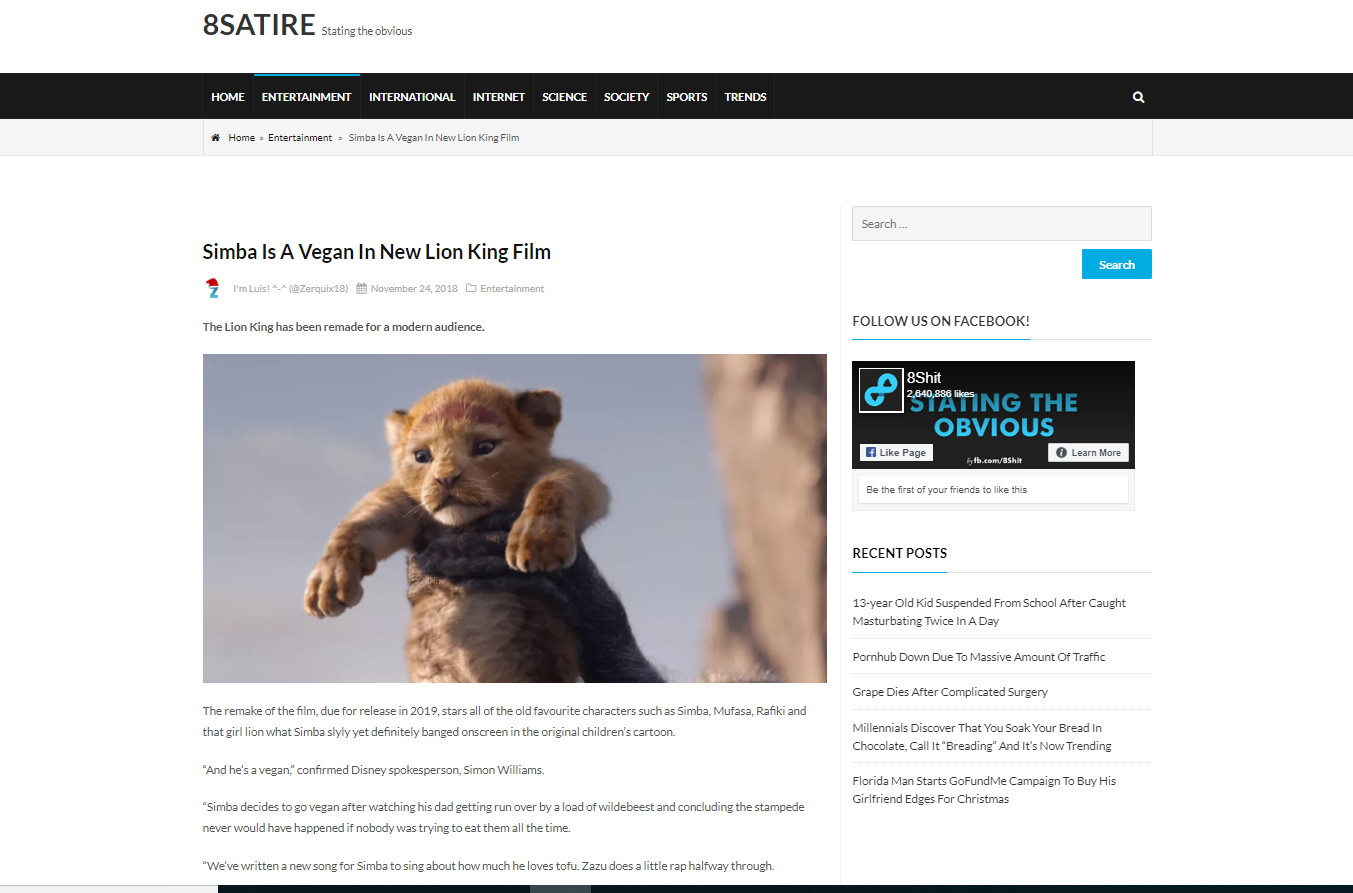 8SATIRE Stating the obvious
HOME ENTERTAINMENT INTERNATIONAL INTERNET SCIENCE SOCIETY SPORTS TRENDS
Home » Entertainment » Simba Is A Vegan In New Lion King Film
Simba Is A Vegan In New Lion King Film
I'm Luis! ^-^ (@Zerquix18) November 24, 2018 Entertainment
The Lion King has been remade for a modern audience.
The remake of the film, due for release in 2019, stars all of the old favourite characters such as Simba, Mufasa, Rafiki and
that girl lion what Simba slyly yet definitely banged onscreen in the original children's cartoon.
“And he's a vegan,” confirmed Disney spokesperson, Simon Williams.
“Simba decides to go vegan after watching his dad getting run over by a load of wildebeest and concluding the stampede
never would have happened if nobody was trying to eat them all the time.
“We've written a new song for Simba to sing about how much he loves tofu. Zazu does a little rap halfway through.
Search ...
Search
FOLLOW US ON FACEBOOK!
8Shit
2,640,886 likes
STATING THE
OBVIOUS
Like Page
by fb.com/8Shit
Learn More
Be the first of your friends to like this
RECENT POSTS
13-year Old Kid Suspended From School After Caught
Masturbating Twice In A Day
Pornhub Down Due To Massive Amount Of Traffic
Grape Dies After Complicated Surgery
Millennials Discover That You Soak Your Bread In
Chocolate, Call It “Breading” And It's Now Trending
Florida Man Starts GoFundMe Campaign To Buy His
Girlfriend Edges For Christmas